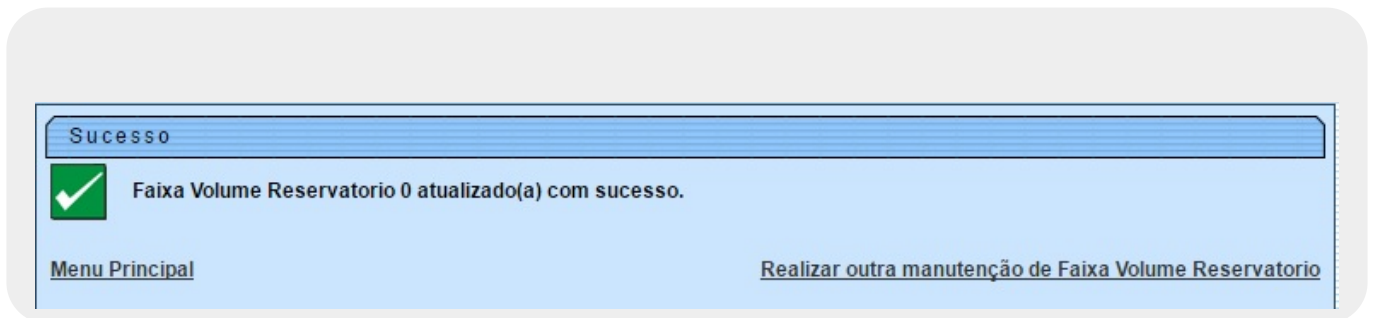 Sucesso
Faixa Volume Reservatorio 0 atualizado(a) com sucesso.
Menu Principal
Realizar outra manutenção de Faixa Volume Reservatorio